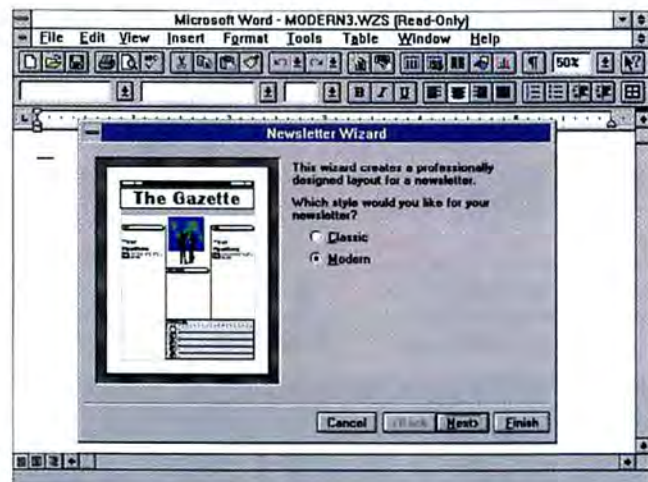 Microsoft Word - MODERN3.WZS (Read-Only)
File Edit View Insert Format Tools Table Window Help
50%
B I U
Newsletter Wizard
The Gazette
This wizard creates a professionally
designed layout for a newsletter.
Which style would you like for your
newsletter?
Classic
Modern
Cancel <Back Next> Finish